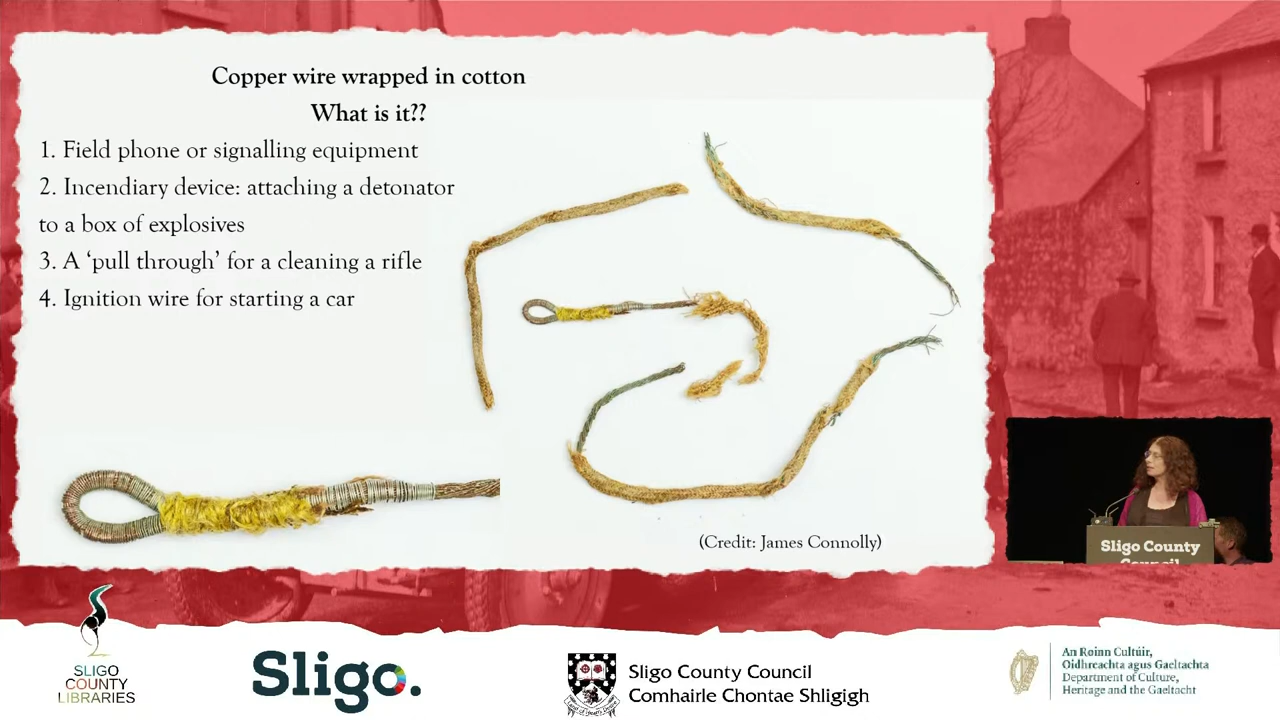 Copper wire wrapped in cotton
What is it??
1. Field phone or signalling equipment
2. Incendiary device: attaching a detonator
to a box of explosives
3. A ‘pull through’ for a cleaning a rifle
4. Ignition wire for starting a car
(Credit: James Connolly)
Sligo County
Council
SLIGO
COUNTY
LIBRARIES
Sligo.
Sligo County Council
Comhairle Chontae Shligigh
An Roinn Cultúir,
Oidhreachta agus Gaeltachta
Department of Culture,
Heritage and the Gaeltacht